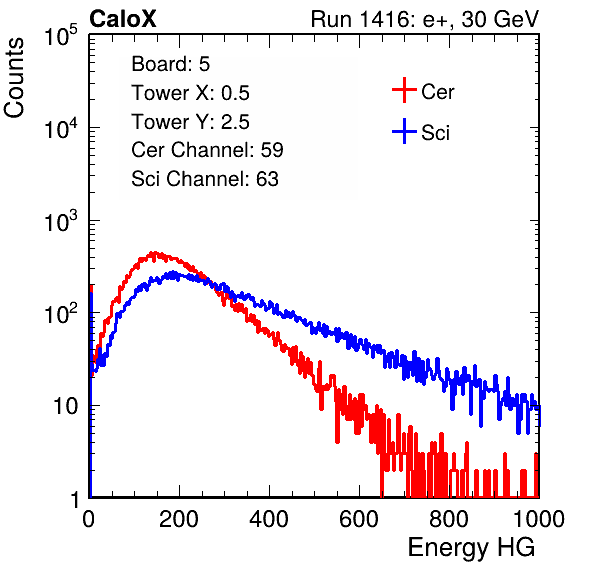 CaloX Run 1416: e+, 30 GeV
Counts
Board: 5
Tower X: 0.5
Tower Y: 2.5
Cer Channel: 59
Sci Channel: 63
Cer
Sci
10^5
10^4
10^3
10^2
10
1
0 200 400 600 800 1000
Energy HG